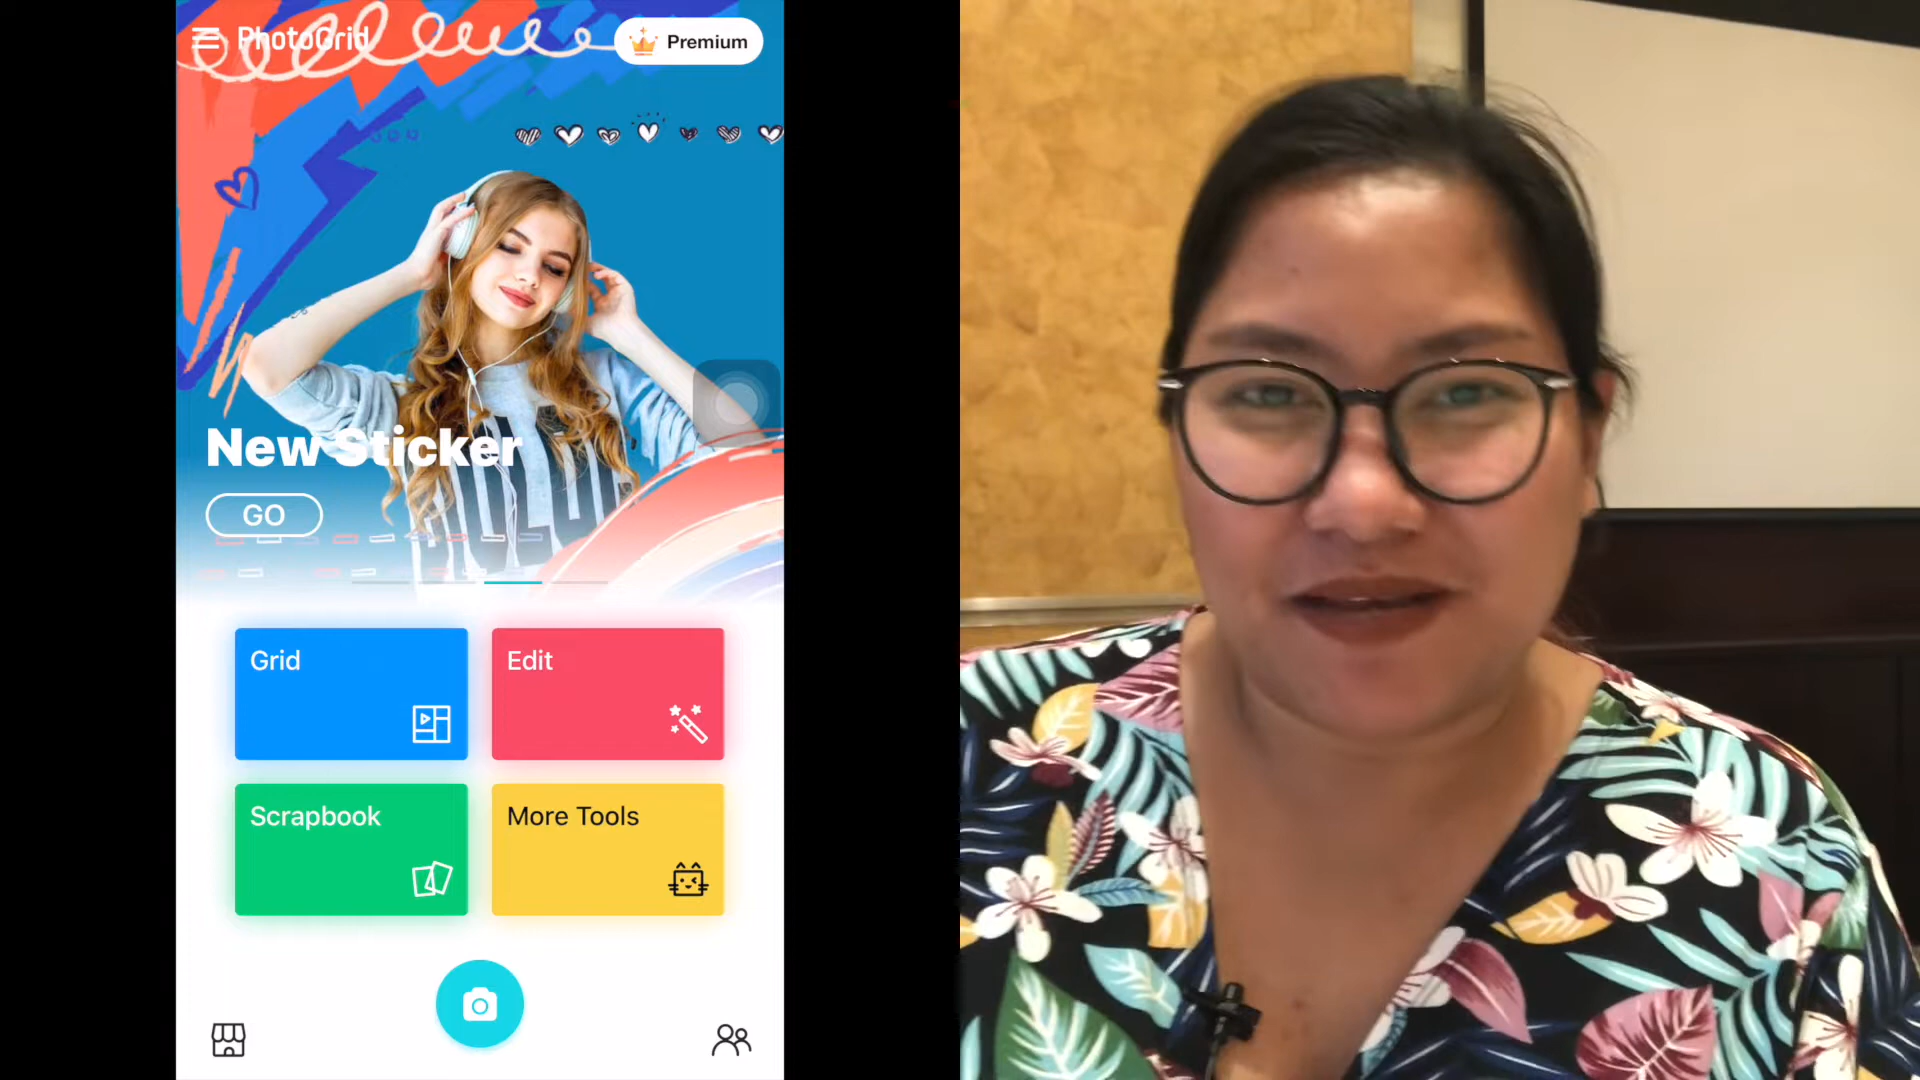 PhotoGrid
Premium
New Sticker
GO
Grid
Edit
Scrapbook
More Tools